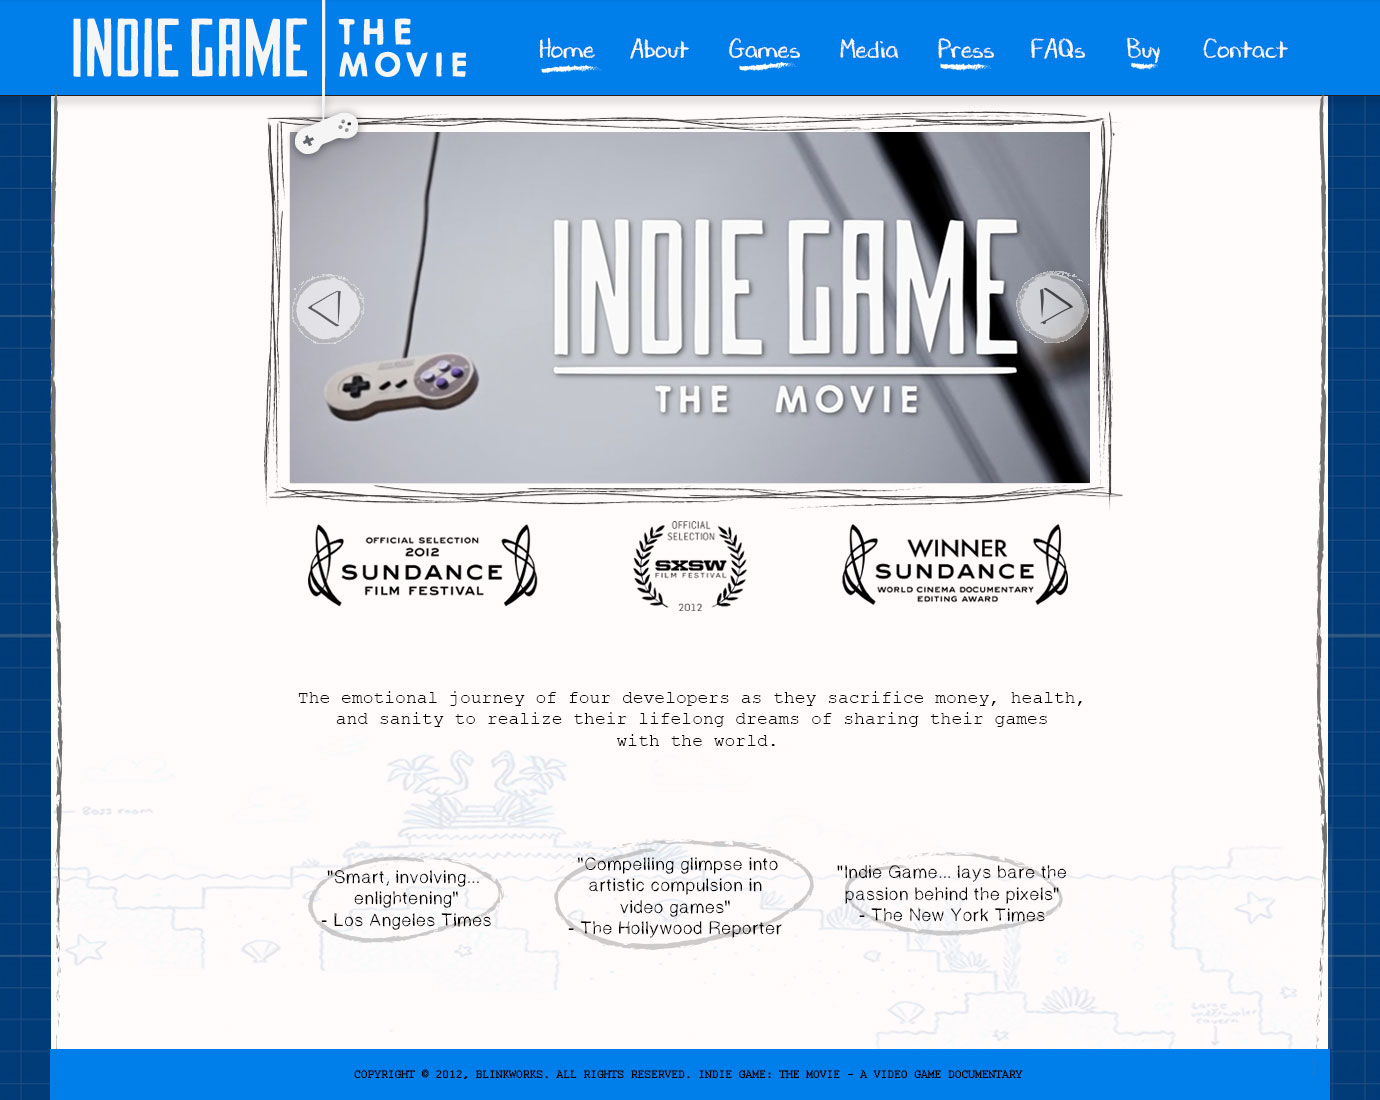 INDIE GAME THE MOVIE
Home About Games Media Press FAQs Buy Contact
INDIE GAME
THE MOVIE
OFFICIAL SELECTION
2012
SUNDANCE
FILM FESTIVAL
OFFICIAL
SELECTION
SXSW
FILM FESTIVAL
2012
WINNER
SUNDANCE
WORLD CINEMA DOCUMENTARY
EDITING AWARD
The emotional journey of four developers as they sacrifice money, health,
and sanity to realize their lifelong dreams of sharing their games
with the world.
Boss room
"Smart, involving...
enlightening"
- Los Angeles Times
"Compelling glimpse into
artistic compulsion in
video games"
- The Hollywood Reporter
"Indie Game... lays bare the
passion behind the pixels"
- The New York Times
Large
underwater
cavern
COPYRIGHT © 2012, BLINKWORKS. ALL RIGHTS RESERVED. INDIE GAME: THE MOVIE - A VIDEO GAME DOCUMENTARY